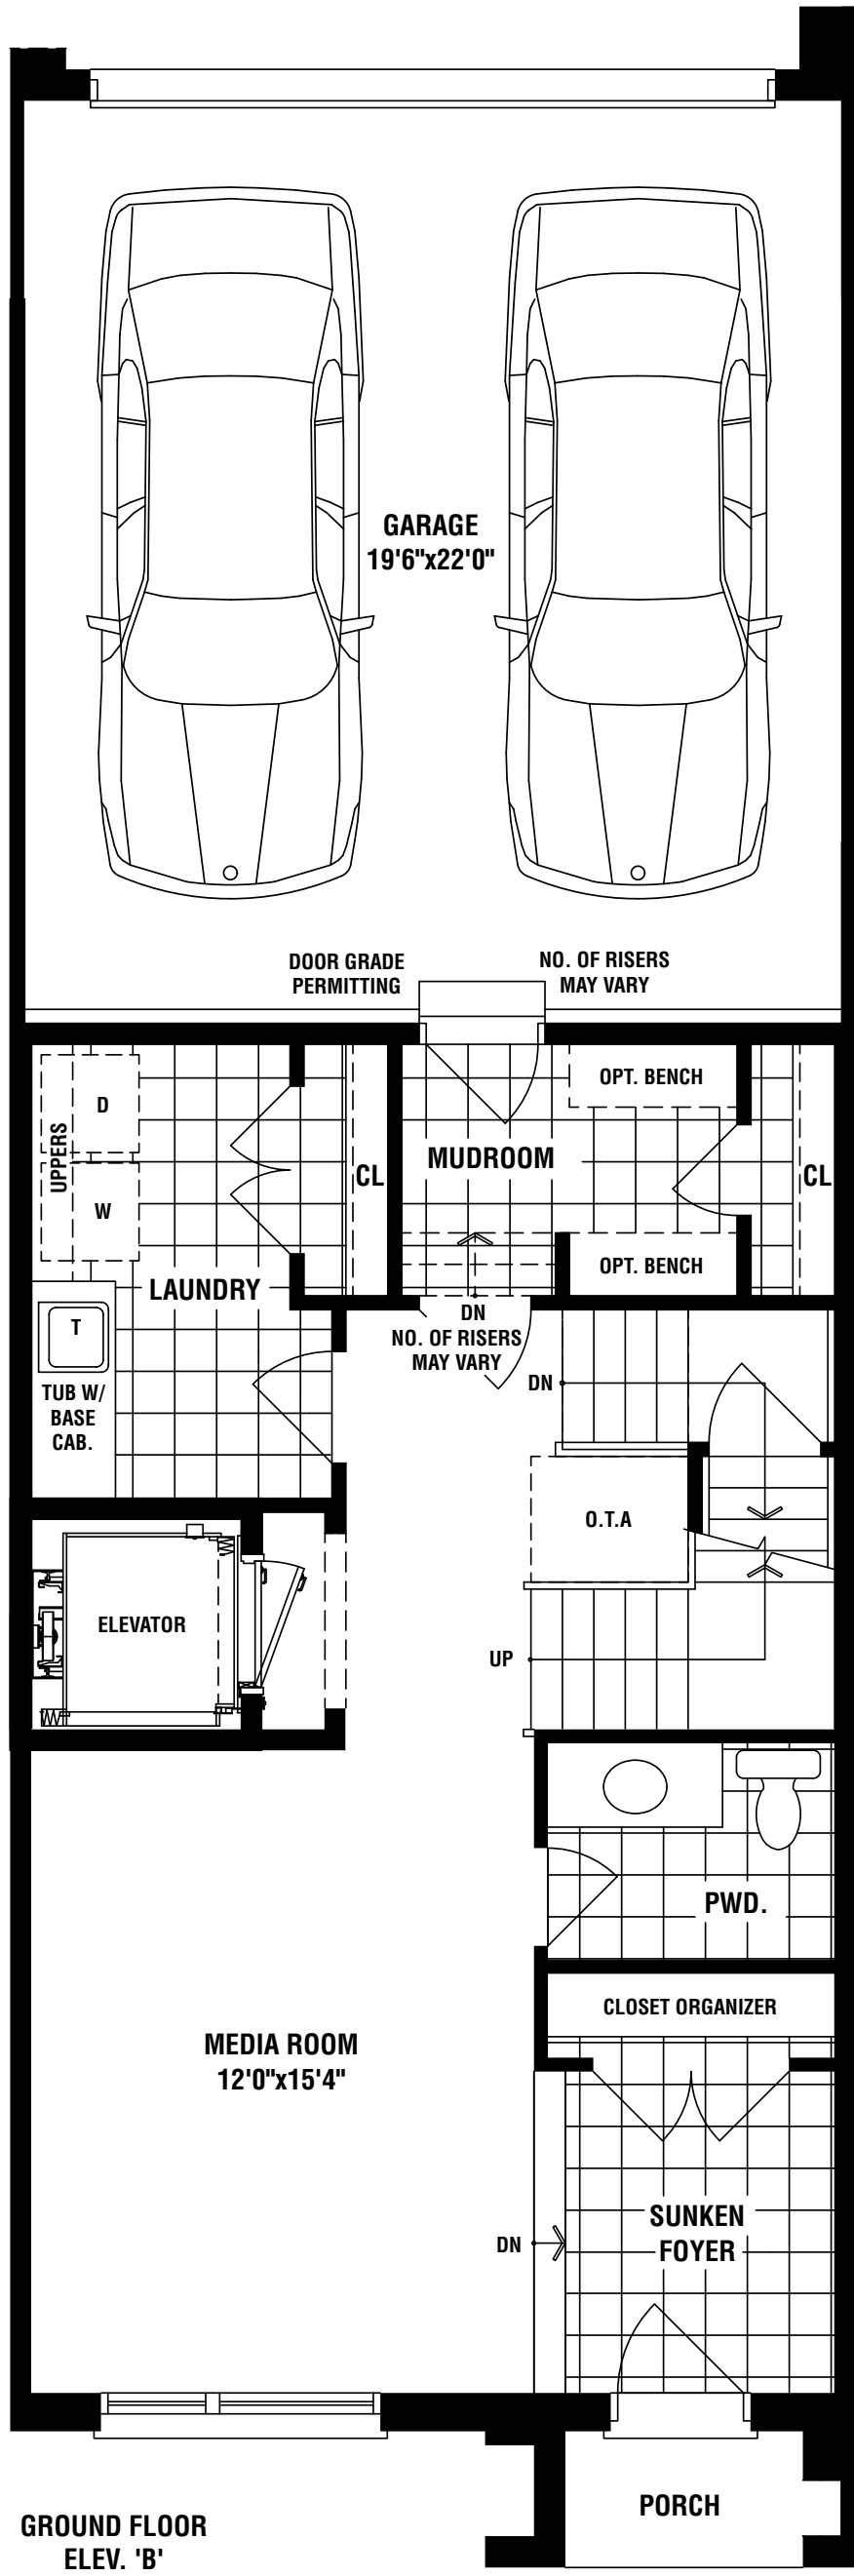 GARAGE
19'6"x22'0"
DOOR GRADE
PERMITTING
NO. OF RISERS
MAY VARY
UPPERS
D
W
CL
MUDROOM
OPT. BENCH
OPT. BENCH
CL
LAUNDRY
T
TUB W/
BASE
CAB.
DN
NO. OF RISERS
MAY VARY
DN
O.T.A
ELEVATOR
UP
PWD.
CLOSET ORGANIZER
MEDIA ROOM
12'0"x15'4"
SUNKEN
FOYER
DN
PORCH
GROUND FLOOR
ELEV. 'B'